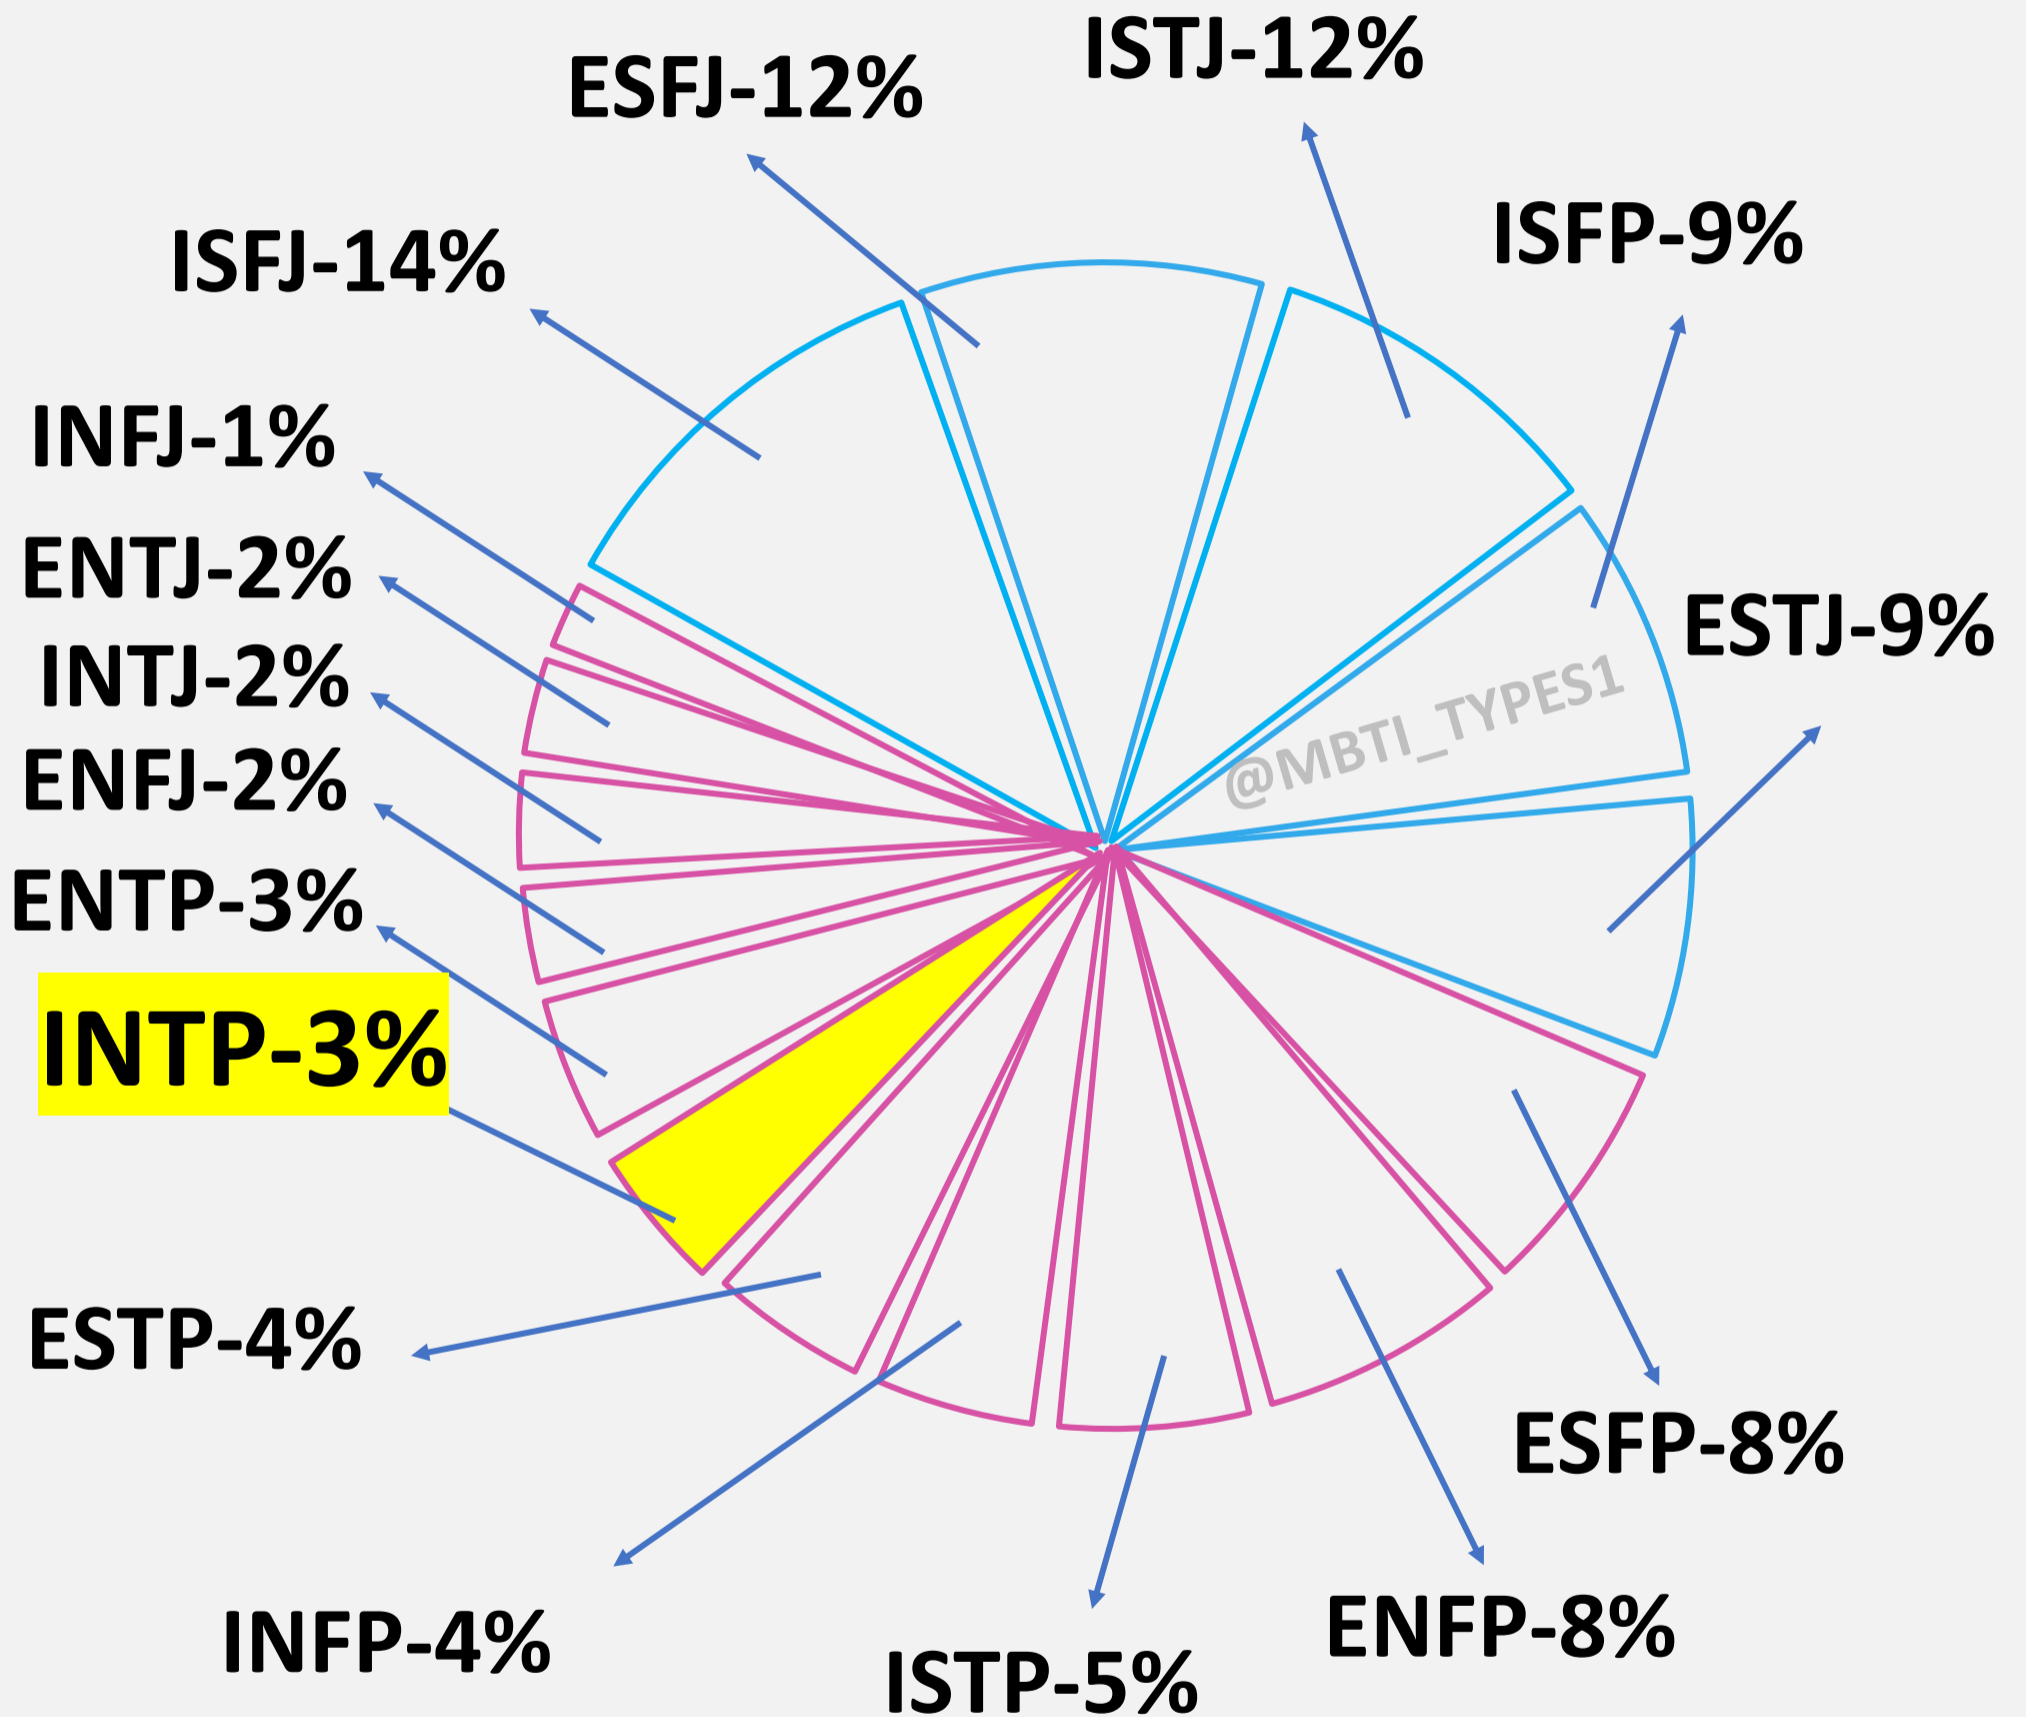 ISTJ-12%
ESFJ-12%
ISFP-9%
ISFJ-14%
INFJ-1%
ENTJ-2%
ESTJ-9%
INTJ-2%
@MBTI_TYPES1
ENFJ-2%
ENTP-3%
INTP-3%
ESTP-4%
ESFP-8%
ENFP-8%
INFP-4%
ISTP-5%